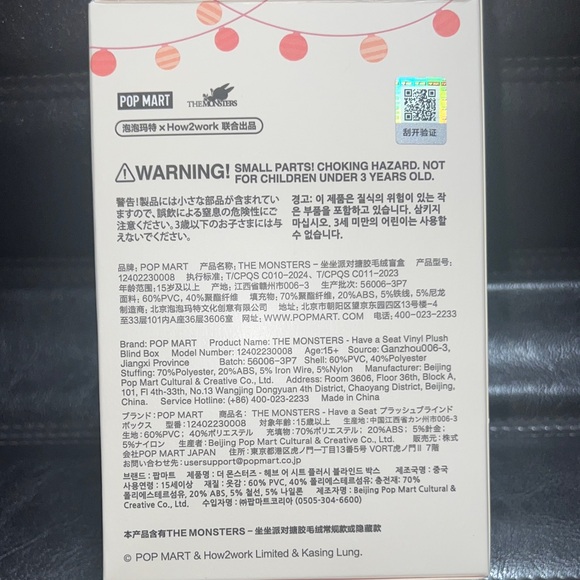 POP MART THE MONSTERS
泡泡玛特×How2work 联合出品
刮开验证
WARNING! SMALL PARTS! CHOKING HAZARD. NOT
FOR CHILDREN UNDER 3 YEARS OLD.
警告!製品には小さな部品が含まれてい
ますので、誤飲による窒息の危険性にご
注意ください。3歳以下のお子さまには与
えないでください。
경고: 이 제품은 질식의 위험이 있는 작
은 부품을 포함하고 있습니다. 삼키지
마십시오. 3세 미만의 어린이는 사용할
수 없습니다.
品牌: POP MART 产品名称: THE MONSTERS – 坐坐派对搪胶毛绒盲盒 产品型号:
12402230008 执行标准: T/CPQS C010–2024、T/CPQS C011–2023
年龄范围: 15岁及以上 产地: 江西省赣州市006–3 生产批次: 56006–3P7
面料: 60%PVC, 40%聚酯纤维 填充物: 70%聚酯纤维, 20%ABS, 5%铁线, 5%尼龙
制造商: 北京泡泡玛特文化创意有限公司 地址: 北京市朝阳区望京东园四区13号楼–4
至33层101内A座36层3606室 网址: WWW.POPMART.COM 电话: 400–023–2233
Brand: POP MART Product Name: THE MONSTERS - Have a Seat Vinyl Plush
Blind Box Model Number: 12402230008 Age:15+ Source: Ganzhou006-3,
Jiangxi Province Batch: 56006-3P7 Shell: 60%PVC, 40%Polyester
Stuffing: 70%Polyester, 20%ABS, 5% Iron Wire, 5%Nylon Manufacturer: Beijing
Pop Mart Cultural & Creative Co., Ltd. Address: Room 3606, Floor 36th, Block A,
101, Fl 4th-33th, No.13 Wangjing Dongyuan 4th District, Chaoyang District, Beijing,
China. Service Hotline: (+86) 400-023-2233 Made in China
ブランド: POP MART 商品名: THE MONSTERS - Have a Seat プラッシュブラインド
ボックス 型番: 12402230008 対象年齢: 15歳以上 生産地: 中国江西省カン州市006-3
生地: 60%PVC; 40%ポリエステル 充填物: 70%ポリエステル; 20%ABS; 5%針金;
5%ナイロン 生産者: Beijing Pop Mart Cultural & Creative Co., Ltd. 販売元: 株式
会社POP MART JAPAN 住所: 東京都港区虎ノ門一丁目13番5号 VORT虎ノ門II 7階
お問い合わせ先: usersupport@popmart.co.jp
브랜드 : 팝마트 제품명 : 더 몬스터즈 - 해브 어 시트 플러시 블라인드 박스 제조국명 : 중국
사용연령 : 15세이상 재질 : 옷감 : 60% PVC, 40% 폴리에스테르섬유; 충전재 : 70%
폴리에스테르섬유, 20% ABS, 5% 철선, 5% 나일론 제조자명 : Beijing Pop Mart Cultural &
Creative Co., Ltd. 수입자명 : ㈜팝마트코리아 (0505-304-6600)
本产品含有THE MONSTERS – 坐坐派对搪胶毛绒常规款或隐藏款
© POP MART & How2work Limited & Kasing Lung.